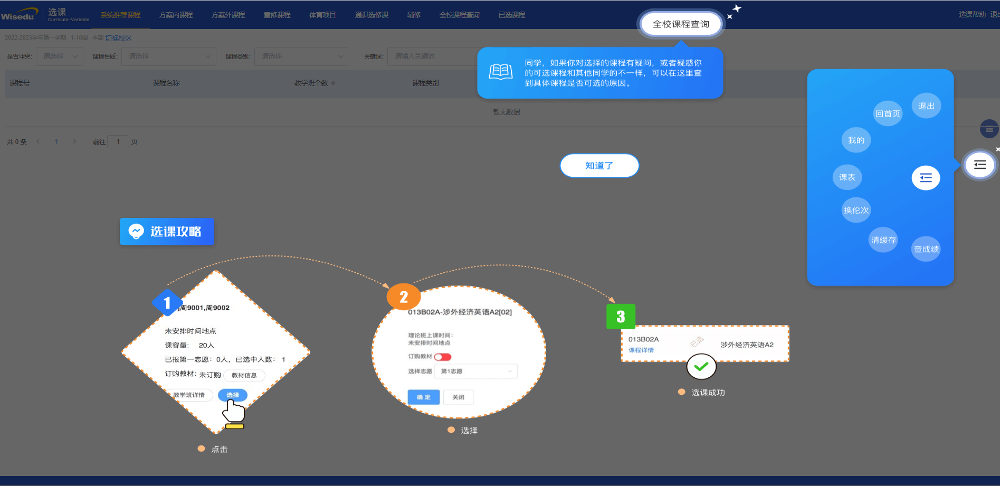 Wisedu 选课
Curricula-Variable
系统推荐课程 方案内课程 方案外课程 重修课程 体育项目 通识选修课 辅修 全校课程查询 已选课程
全校课程查询
选课帮助
2022-2023学年第一学期 1-18周 本部 切换校区
是否冲突: 请选择 课程性质: 请选择 课程类别: 请选择 关键词: 请输入关键词
同学，如果你对选择的课程有疑问，或者疑惑你
的可选课程和其他同学的不一样，可以在这里查
到具体课程是否可选的原因。
课程号 课程名称 教学班个数 课程类别
暂无数据
共 0 条 1 前往 1 页
退出
回首页
我的
课表
换伦次
清缓存
查成绩
知道了
选课攻略
1
]周9001,周9002
未安排时间地点
课容量: 20人
已报第一志愿: 0人，已选中人数: 1
订购教材: 未订购 教材信息
教学班详情 选择
点击
2
013B02A-涉外经济英语A2[02]
理论班上课时间:
未安排时间地点
订购教材
选择志愿 第1志愿
确 定 关闭
选择
3
013B02A
课程详情
已选
涉外经济英语A2
选课成功